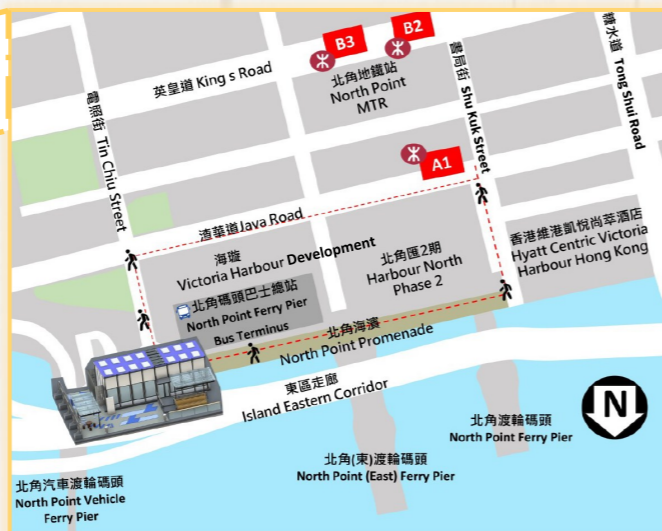 B3
B2
英皇道 King s Road
北角地鐵站
North Point
MTR
書局街 Shu Kuk Street
糖水道 Tong Shui Road
電照街 Tin Chiu Street
A1
渣華道 Java Road
海璇
Victoria Harbour Development
北角匯2期
Harbour North
Phase 2
香港維港凱悅尚萃酒店
Hyatt Centric Victoria
Harbour Hong Kong
北角碼頭巴士總站
North Point Ferry Pier
Bus Terminus
北角海濱
North Point Promenade
東區走廊
Island Eastern Corridor
N
北角渡輪碼頭
North Point Ferry Pier
北角(東)渡輪碼頭
North Point (East) Ferry Pier
北角汽車渡輪碼頭
North Point Vehicle
Ferry Pier